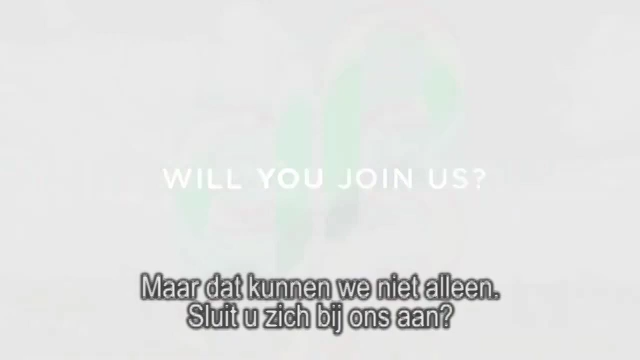 WILL YOU JOIN US?
Maar dat kunnen we niet alleen.
Sluit u zich bij ons aan?